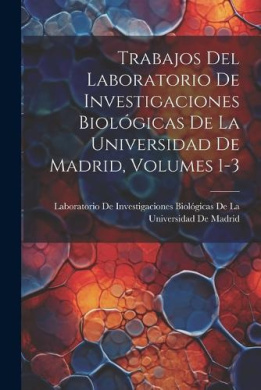 Trabajos Del
Laboratorio De
Investigaciones
Biológicas De La
Universidad De
Madrid, Volumes 1-3
Laboratorio De Investigaciones Biológicas De La
Universidad De Madrid